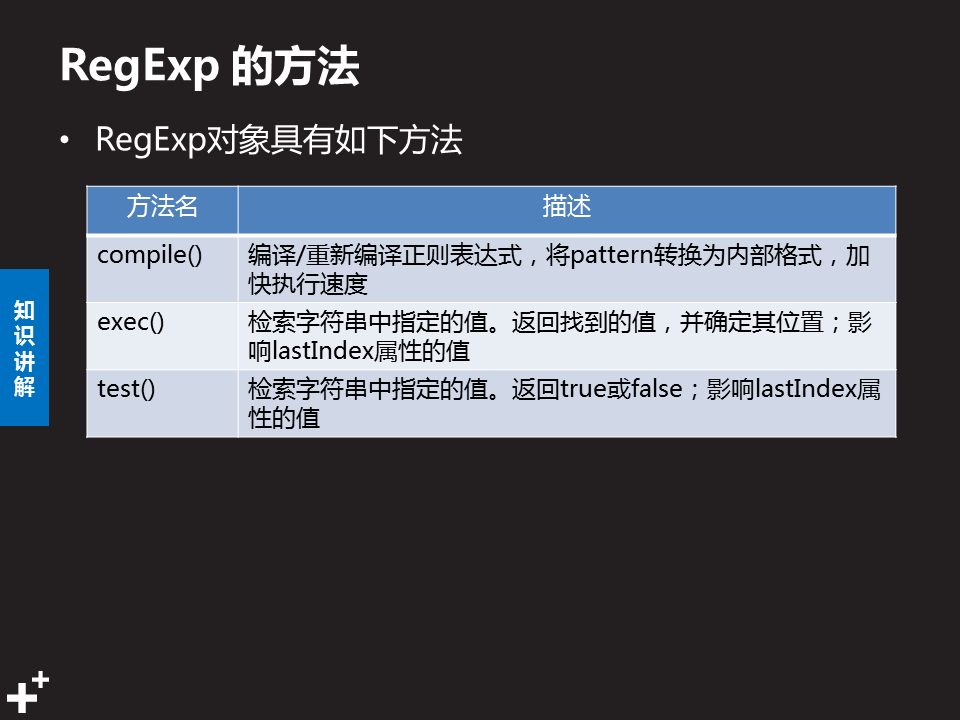 RegExp 的方法
• RegExp对象具有如下方法
方法名 描述
compile() 编译/重新编译正则表达式，将pattern转换为内部格式，加
快执行速度
exec() 检索字符串中指定的值。返回找到的值，并确定其位置；影
响lastIndex属性的值
test() 检索字符串中指定的值。返回true或false；影响lastIndex属
性的值
知
识
讲
解